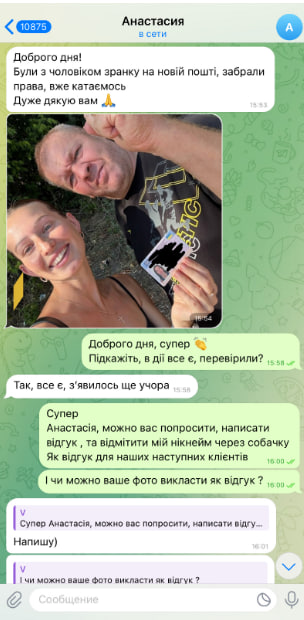 10875
Анастасия
в сети
А
Доброго дня!
Були з чоловіком зранку на новій пошті, забрали
права, вже катаємось
Дуже дякую вам 🙏
15:53
15:54
Доброго дня, супер 👏
Підкажіть, в дії все є, перевірили?
15:58
Так, все є, з'явилось ще учора
15:58
Супер
Анастасія, можно вас попросити, написати
відгук , та відмітити мій нікнейм через собачку
Як відгук для наших наступних клієнтів
16:00
І чи можно ваше фото викласти як відгук ?
16:00
V
Супер Анастасія, можно вас попросити, написати відгу...
Напишу)
16:01
V
І чи можно ваше фото викласти як відгук ?
Сообщение